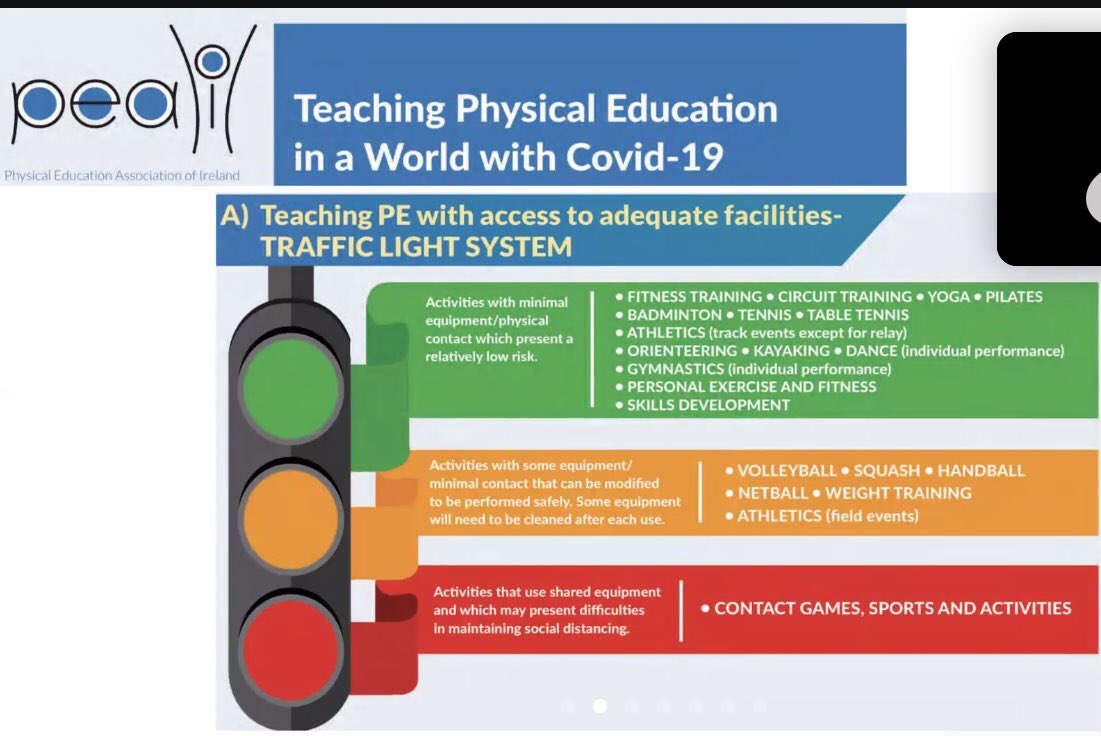 peai
Physical Education Association of Ireland
Teaching Physical Education
in a World with Covid-19
A) Teaching PE with access to adequate facilities-
TRAFFIC LIGHT SYSTEM
Activities with minimal
equipment/physical
contact which present a
relatively low risk.
• FITNESS TRAINING • CIRCUIT TRAINING • YOGA • PILATES
• BADMINTON • TENNIS • TABLE TENNIS
• ATHLETICS (track events except for relay)
• ORIENTEERING • KAYAKING • DANCE (individual performance)
• GYMNASTICS (individual performance)
• PERSONAL EXERCISE AND FITNESS
• SKILLS DEVELOPMENT
Activities with some equipment/
minimal contact that can be modified
to be performed safely. Some equipment
will need to be cleaned after each use.
• VOLLEYBALL • SQUASH • HANDBALL
• NETBALL • WEIGHT TRAINING
• ATHLETICS (field events)
Activities that use shared equipment
and which may present difficulties
in maintaining social distancing.
• CONTACT GAMES, SPORTS AND ACTIVITIES